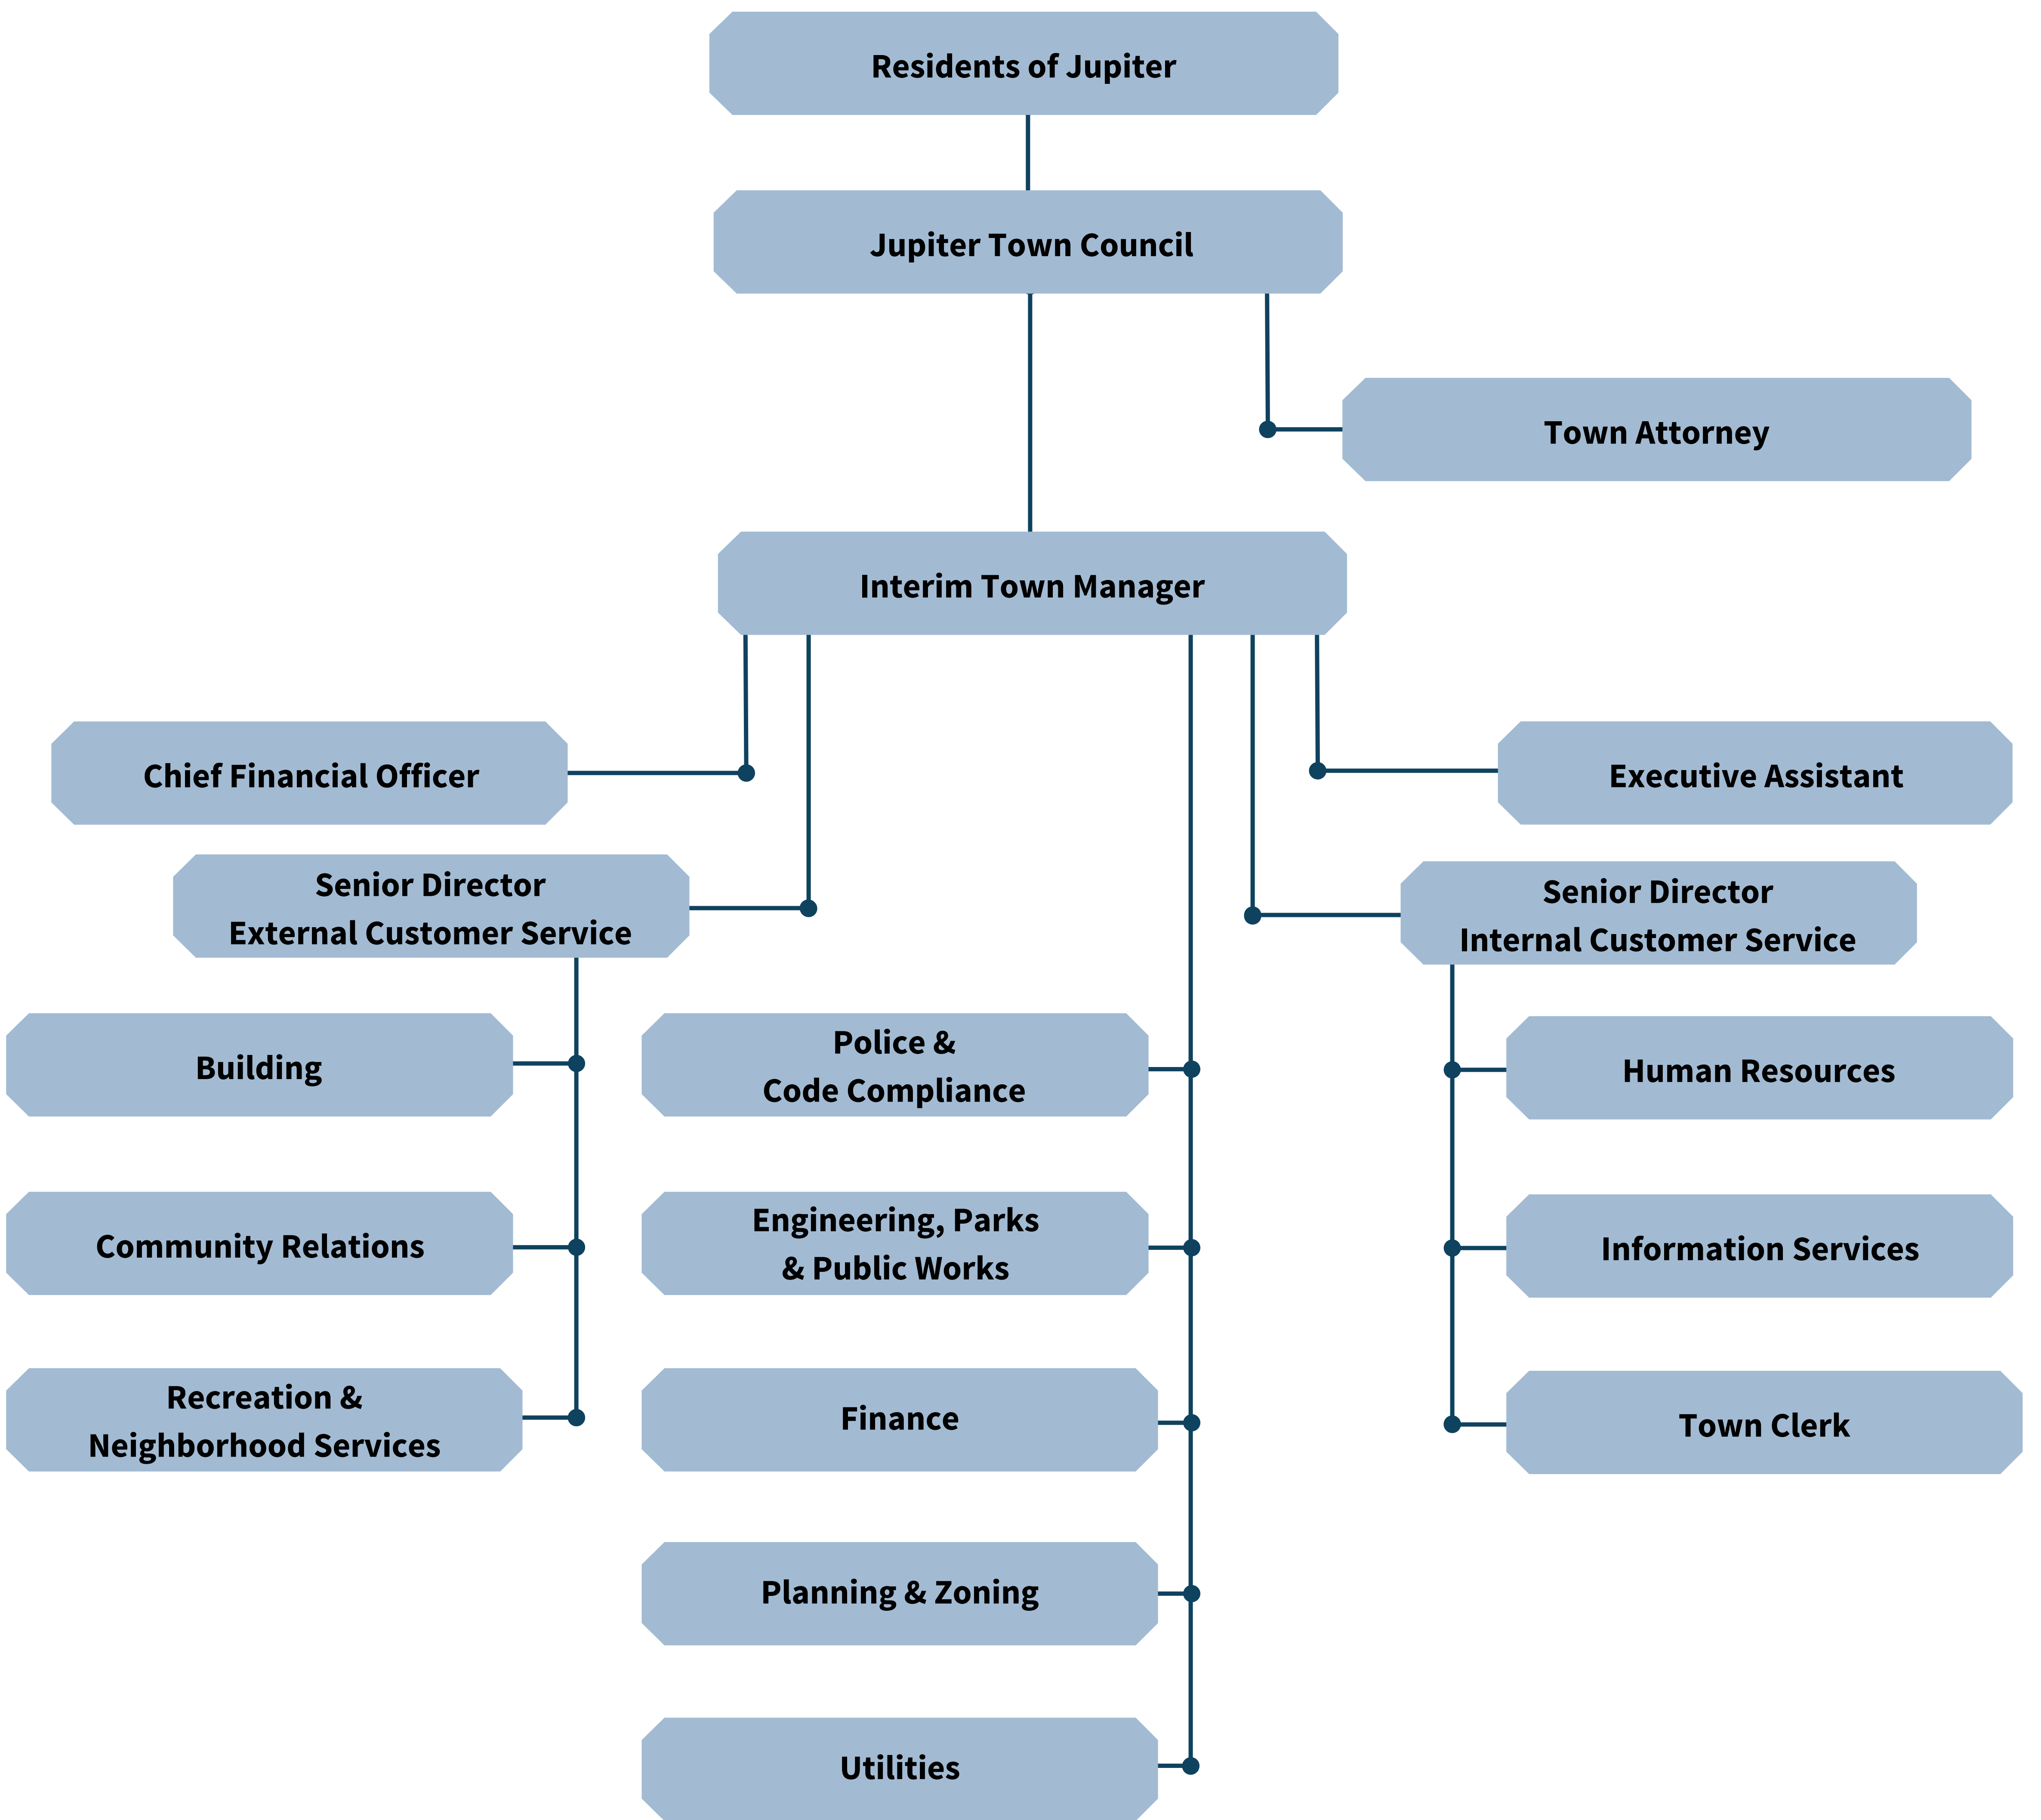 Residents of Jupiter
Jupiter Town Council
Town Attorney
Interim Town Manager
Chief Financial Officer
Executive Assistant
Senior Director
External Customer Service
Senior Director
Internal Customer Service
Building
Police &
Code Compliance
Human Resources
Community Relations
Engineering, Parks
& Public Works
Information Services
Recreation &
Neighborhood Services
Finance
Town Clerk
Planning & Zoning
Utilities